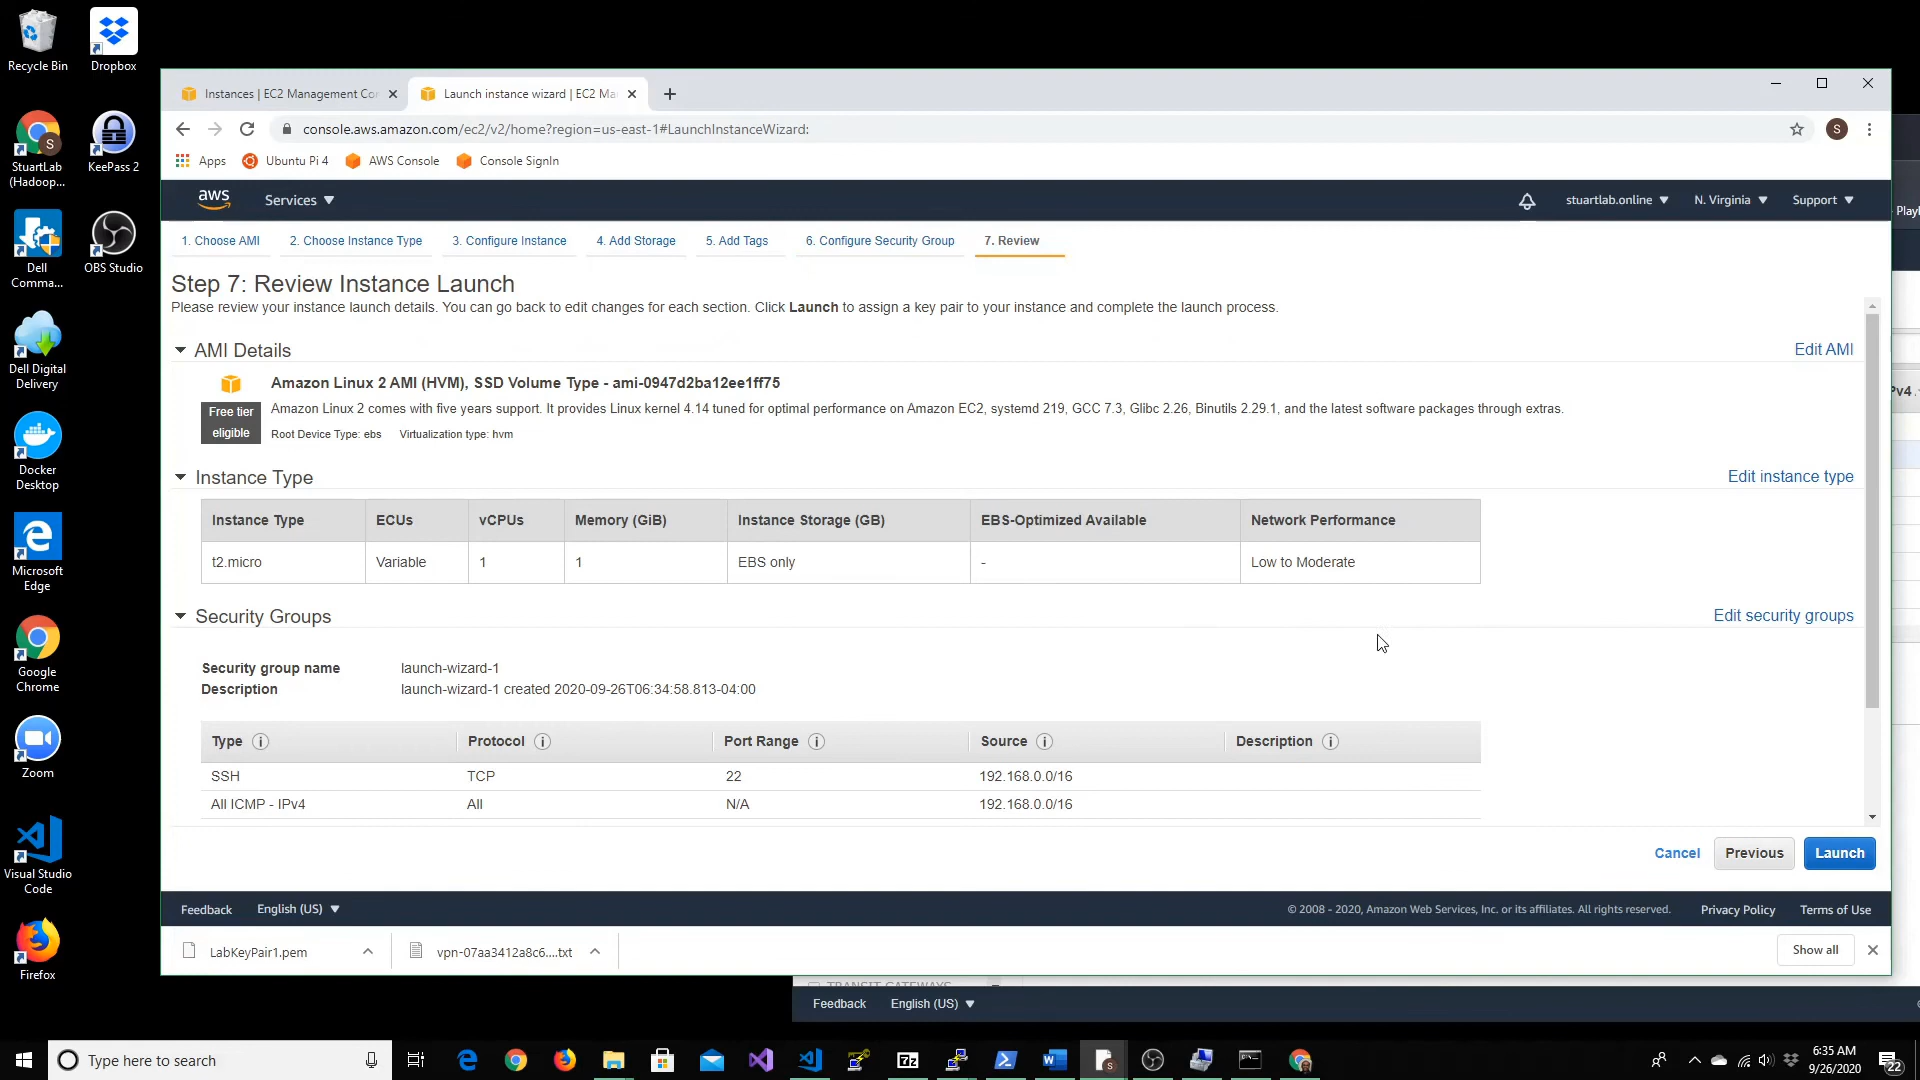 Recycle Bin
Dropbox
StuartLab
(Hadoop...
KeePass 2
Dell
Comma...
OBS Studio
Dell Digital
Delivery
Docker
Desktop
Microsoft
Edge
Google
Chrome
Zoom
Visual Studio
Code
Firefox
Instances | EC2 Management Con
Launch instance wizard | EC2 Ma
console.aws.amazon.com/ec2/v2/home?region=us-east-1#LaunchInstanceWizard:
S
Apps
Ubuntu Pi 4
AWS Console
Console SignIn
aws
Services
stuartlab.online
N. Virginia
Support
1. Choose AMI
2. Choose Instance Type
3. Configure Instance
4. Add Storage
5. Add Tags
6. Configure Security Group
7. Review
Step 7: Review Instance Launch
Please review your instance launch details. You can go back to edit changes for each section. Click Launch to assign a key pair to your instance and complete the launch process.
AMI Details
Edit AMI
Amazon Linux 2 AMI (HVM), SSD Volume Type - ami-0947d2ba12ee1ff75
Free tier
eligible
Amazon Linux 2 comes with five years support. It provides Linux kernel 4.14 tuned for optimal performance on Amazon EC2, systemd 219, GCC 7.3, Glibc 2.26, Binutils 2.29.1, and the latest software packages through extras.
Root Device Type: ebs Virtualization type: hvm
Instance Type
Edit instance type
Instance Type ECUs vCPUs Memory (GiB) Instance Storage (GB) EBS-Optimized Available Network Performance
t2.micro Variable 1 1 EBS only - Low to Moderate
Security Groups
Edit security groups
Security group name launch-wizard-1
Description launch-wizard-1 created 2020-09-26T06:34:58.813-04:00
Type Protocol Port Range Source Description
SSH TCP 22 192.168.0.0/16
All ICMP - IPv4 All N/A 192.168.0.0/16
Cancel
Previous
Launch
Feedback
English (US)
© 2008 - 2020, Amazon Web Services, Inc. or its affiliates. All rights reserved.
Privacy Policy
Terms of Use
LabKeyPair1.pem
vpn-07aa3412a8c6....txt
Show all
Feedback
English (US)
Type here to search
6:35 AM
9/26/2020
22